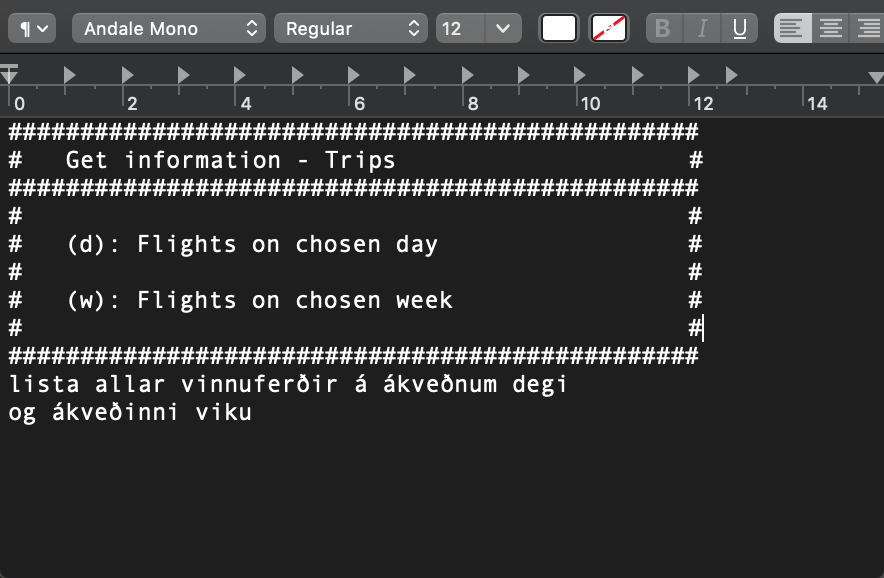 ¶ Andale Mono Regular 12 B I U
0 2 4 6 8 10 12 14
################################################
#   Get information - Trips                    #
################################################
#                                              #
#   (d): Flights on chosen day                 #
#                                              #
#   (w): Flights on chosen week                #
#                                              #
################################################
lista allar vinnuferðir á ákveðnum degi
og ákveðinni viku